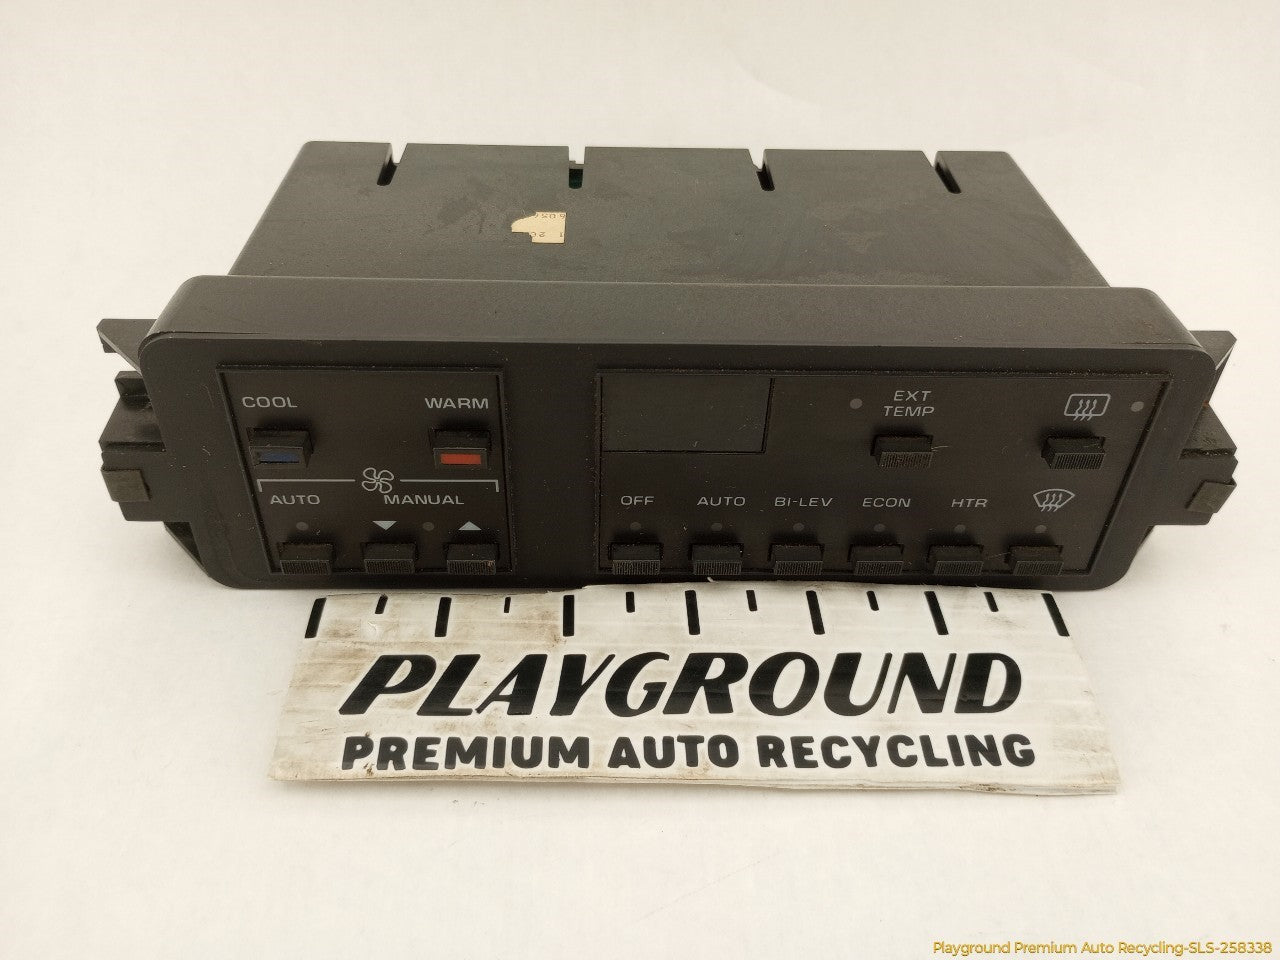 COOL
WARM
AUTO
MANUAL
EXT
TEMP
OFF
AUTO
BI-LEV
ECON
HTR
PLAYGROUND
PREMIUM AUTO RECYCLING
Playground Premium Auto Recycling-SLS-258338